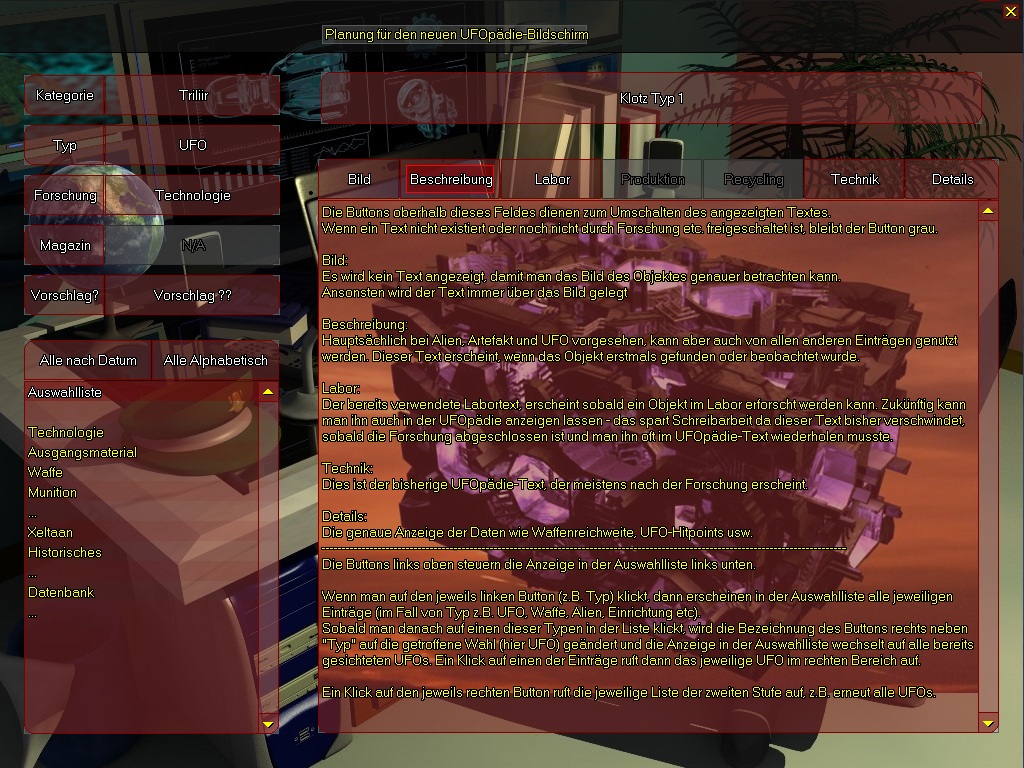 Planung für den neuen UFOpädie-Bildschirm
Kategorie
Triliir
Klotz Typ 1
Typ
UFO
Forschung
Technologie
Magazin
N/A
Vorschlag?
Vorschlag ??
Alle nach Datum
Alle Alphabetisch
Auswahlliste
Technologie
Ausgangsmaterial
Waffe
Munition
...
Xeltaan
Historisches
...
Datenbank
...
Bild
Beschreibung
Labor
Produktion
Recycling
Technik
Details
Die Buttons oberhalb dieses Feldes dienen zum Umschalten des angezeigten Textes.
Wenn ein Text nicht existiert oder noch nicht durch Forschung etc. freigeschaltet ist, bleibt der Button grau.
Bild:
Es wird kein Text angezeigt, damit man das Bild des Objektes genauer betrachten kann.
Ansonsten wird der Text immer über das Bild gelegt
Beschreibung:
Hauptsächlich bei Alien, Artefakt und UFO vorgesehen, kann aber auch von allen anderen Einträgen genutzt
werden. Dieser Text erscheint, wenn das Objekt erstmals gefunden oder beobachtet wurde.
Labor:
Der bereits verwendete Labortext, erscheint sobald ein Objekt im Labor erforscht werden kann. Zukünftig kann
man ihn auch in der UFOpädie anzeigen lassen - das spart Schreibarbeit da dieser Text bisher verschwindet,
sobald die Forschung abgeschlossen ist und man ihn oft im UFOpädie-Text wiederholen musste.
Technik:
Dies ist der bisherige UFOpädie-Text, der meistens nach der Forschung erscheint.
Details:
Die genaue Anzeige der Daten wie Waffenreichweite, UFO-Hitpoints usw.
Die Buttons links oben steuern die Anzeige in der Auswahlliste links unten.
Wenn man auf den jeweils linken Button (z.B. Typ) klickt, dann erscheinen in der Auswahlliste alle jeweiligen
Einträge (im Fall von Typ z.B. UFO, Waffe, Alien, Einrichtung etc).
Sobald man danach auf einen dieser Typen in der Liste klickt, wird die Bezeichnung des Buttons rechts neben
"Typ" auf die getroffene Wahl (hier UFO) geändert und die Anzeige in der Auswahlliste wechselt auf alle bereits
gesichteten UFOs. Ein Klick auf einen der Einträge ruft dann das jeweilige UFO im rechten Bereich auf.
Ein Klick auf den jeweils rechten Button ruft die jeweilige Liste der zweiten Stufe auf, z.B. erneut alle UFOs.